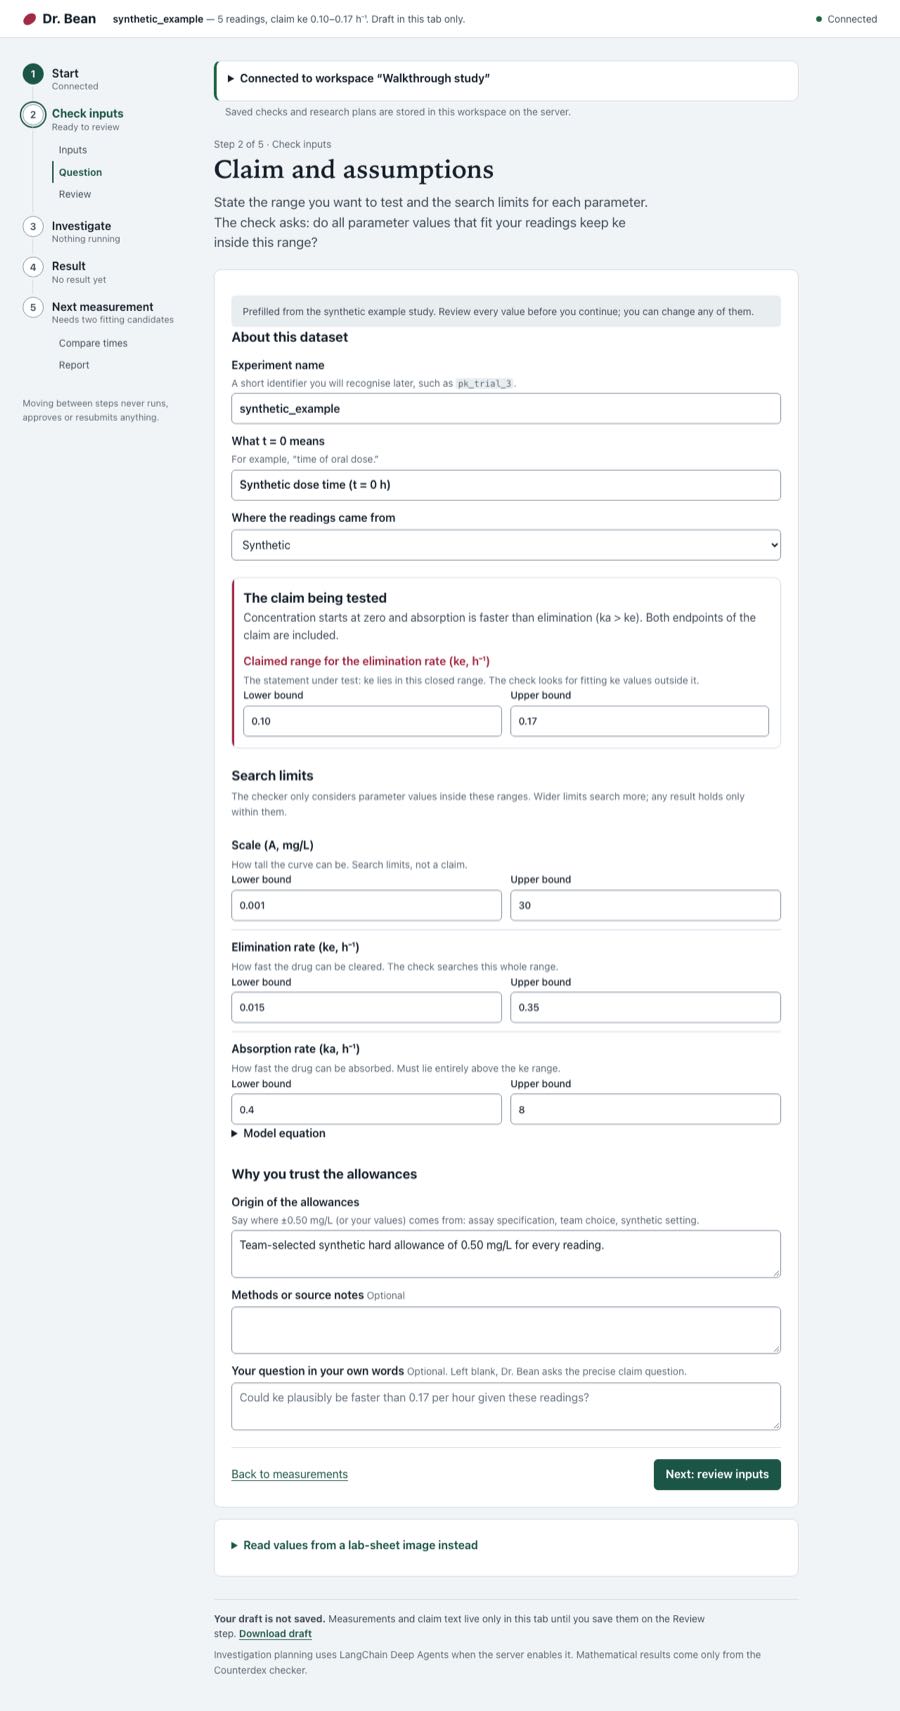 Dr. Bean
synthetic_example — 5 readings, claim ke 0.10–0.17 h⁻¹. Draft in this tab only.
Connected
1
Start
Connected
2
Check inputs
Ready to review
Inputs
Question
Review
3
Investigate
Nothing running
4
Result
No result yet
5
Next measurement
Needs two fitting candidates
Compare times
Report
Moving between steps never runs,
approves or resubmits anything.
Connected to workspace “Walkthrough study”
Saved checks and research plans are stored in this workspace on the server.
Step 2 of 5 · Check inputs
Claim and assumptions
State the range you want to test and the search limits for each parameter.
The check asks: do all parameter values that fit your readings keep ke
inside this range?
Prefilled from the synthetic example study. Review every value before you continue; you can change any of them.
About this dataset
Experiment name
A short identifier you will recognise later, such as pk_trial_3.
synthetic_example
What t = 0 means
For example, “time of oral dose.”
Synthetic dose time (t = 0 h)
Where the readings came from
Synthetic
The claim being tested
Concentration starts at zero and absorption is faster than elimination (ka > ke). Both endpoints of the
claim are included.
Claimed range for the elimination rate (ke, h⁻¹)
The statement under test: ke lies in this closed range. The check looks for fitting ke values outside it.
Lower bound
Upper bound
0.10
0.17
Search limits
The checker only considers parameter values inside these ranges. Wider limits search more; any result holds only
within them.
Scale (A, mg/L)
How tall the curve can be. Search limits, not a claim.
Lower bound
Upper bound
0.001
30
Elimination rate (ke, h⁻¹)
How fast the drug can be cleared. The check searches this whole range.
Lower bound
Upper bound
0.015
0.35
Absorption rate (ka, h⁻¹)
How fast the drug can be absorbed. Must lie entirely above the ke range.
Lower bound
Upper bound
0.4
8
Model equation
Why you trust the allowances
Origin of the allowances
Say where ±0.50 mg/L (or your values) comes from: assay specification, team choice, synthetic setting.
Team-selected synthetic hard allowance of 0.50 mg/L for every reading.
Methods or source notes Optional
Your question in your own words Optional. Left blank, Dr. Bean asks the precise claim question.
Could ke plausibly be faster than 0.17 per hour given these readings?
Back to measurements
Next: review inputs
Read values from a lab-sheet image instead
Your draft is not saved. Measurements and claim text live only in this tab until you save them on the Review
step. Download draft
Investigation planning uses LangChain Deep Agents when the server enables it. Mathematical results come only from the
Counterdex checker.